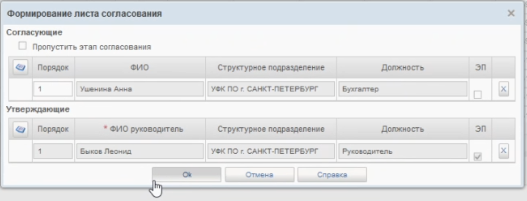 Формирование листа согласования
Согласующие
Пропустить этап согласования
Порядок ФИО Структурное подразделение Должность ЭП
1 Ушенина Анна УФК ПО г. САНКТ-ПЕТЕРБУРГ Бухгалтер
Утверждающие
Порядок * ФИО руководитель Структурное подразделение Должность ЭП
1 Быков Леонид УФК ПО г. САНКТ-ПЕТЕРБУРГ Руководитель
Ok Отмена Справка